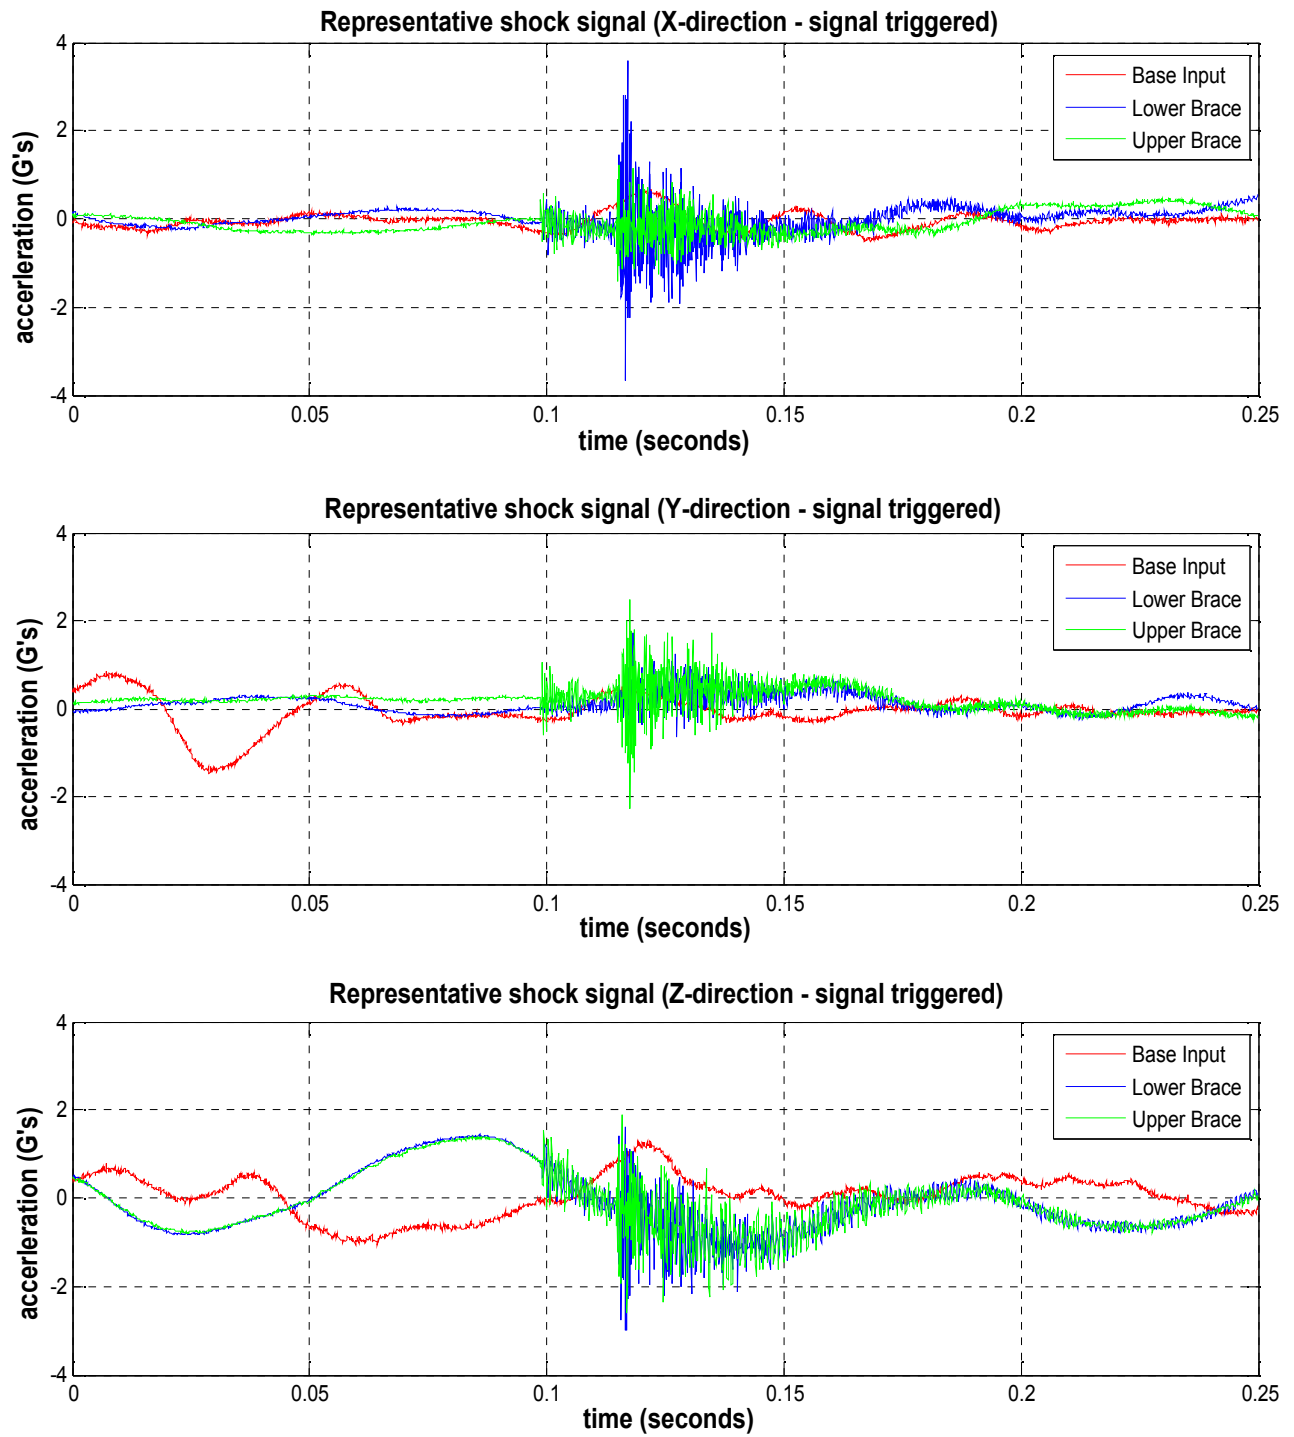 Representative shock signal (X-direction - signal triggered)
4
2
0
-2
-4
accerleration (G's)
Base Input
Lower Brace
Upper Brace
0 0.05 0.1 0.15 0.2 0.25
time (seconds)
Representative shock signal (Y-direction - signal triggered)
4
2
0
-2
-4
accerleration (G's)
Base Input
Lower Brace
Upper Brace
0 0.05 0.1 0.15 0.2 0.25
time (seconds)
Representative shock signal (Z-direction - signal triggered)
4
2
0
-2
-4
accerleration (G's)
Base Input
Lower Brace
Upper Brace
0 0.05 0.1 0.15 0.2 0.25
time (seconds)